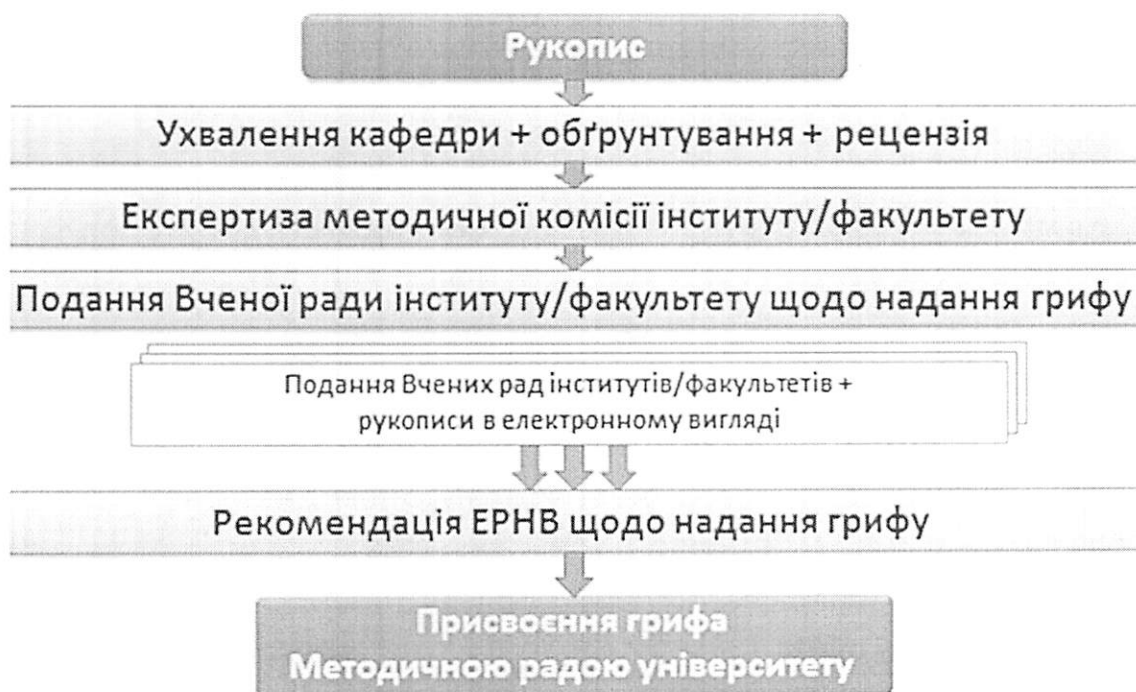 Рукопис
Ухвалення кафедри + обґрунтування + рецензія
Експертиза методичної комісії інституту/факультету
Подання Вченої ради інституту/факультету щодо надання грифу
Подання Вчених рад інститутів/факультетів +
рукописи в електронному вигляді
Рекомендація ЕРНВ щодо надання грифу
Присвоєння грифа
Методичною радою університету